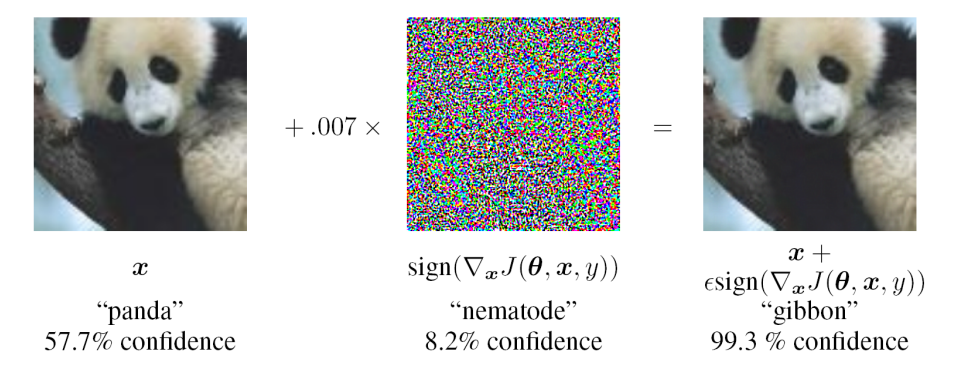 + .007 ×
=
x
sign(∇ₓJ(θ, x, y))
x +
ϵsign(∇ₓJ(θ, x, y))
“panda”
“nematode”
“gibbon”
57.7% confidence
8.2% confidence
99.3 % confidence